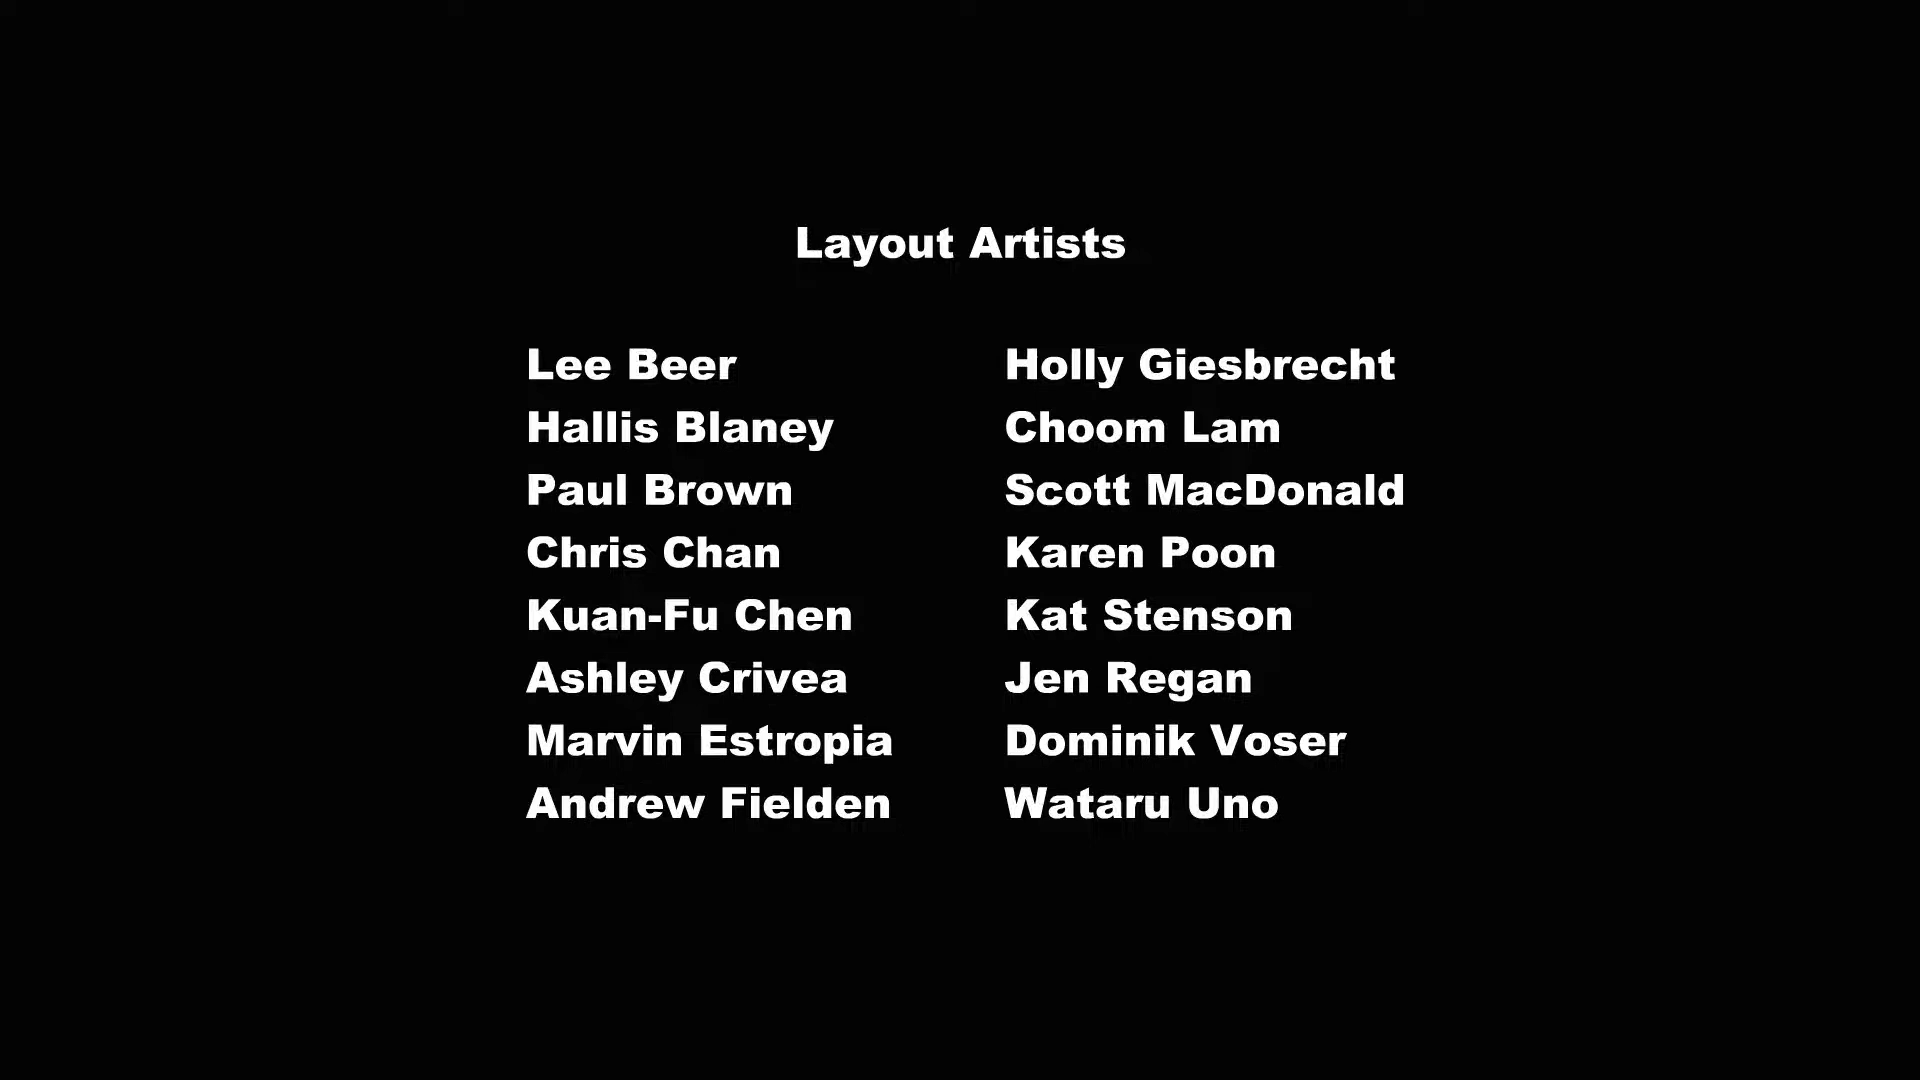 Layout Artists
Lee Beer
Hallis Blaney
Paul Brown
Chris Chan
Kuan-Fu Chen
Ashley Crivea
Marvin Estropia
Andrew Fielden
Holly Giesbrecht
Choom Lam
Scott MacDonald
Karen Poon
Kat Stenson
Jen Regan
Dominik Voser
Wataru Uno